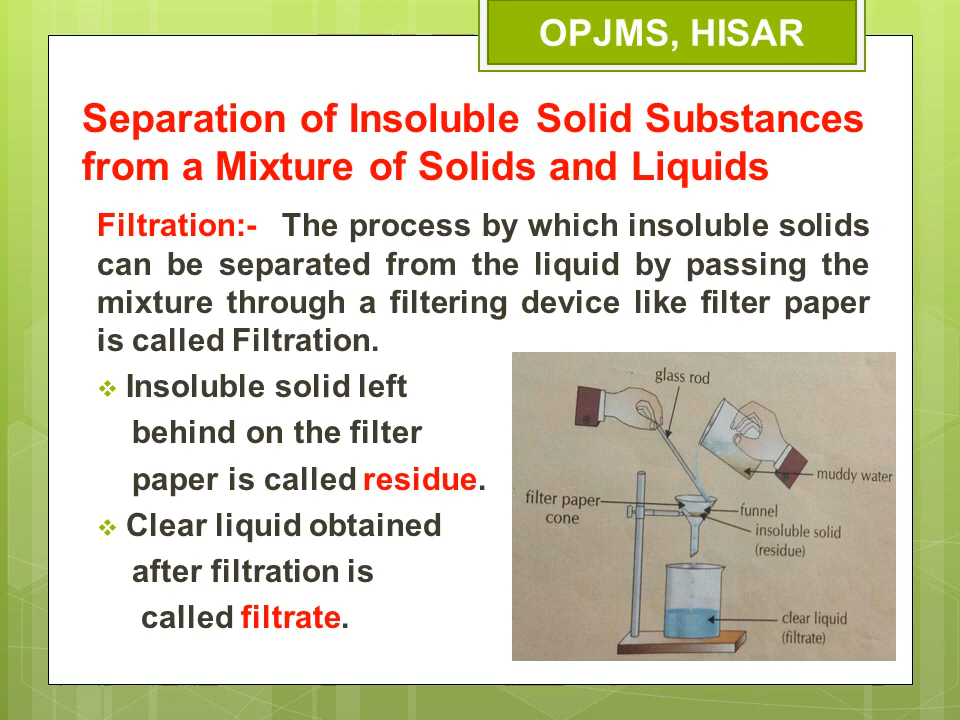 OPJMS, HISAR
Separation of Insoluble Solid Substances
from a Mixture of Solids and Liquids
Filtration:- The process by which insoluble solids
can be separated from the liquid by passing the
mixture through a filtering device like filter paper
is called Filtration.
Insoluble solid left
behind on the filter
paper is called residue.
Clear liquid obtained
after filtration is
called filtrate.
glass rod
muddy water
filter paper
cone
funnel
insoluble solid
(residue)
clear liquid
(filtrate)